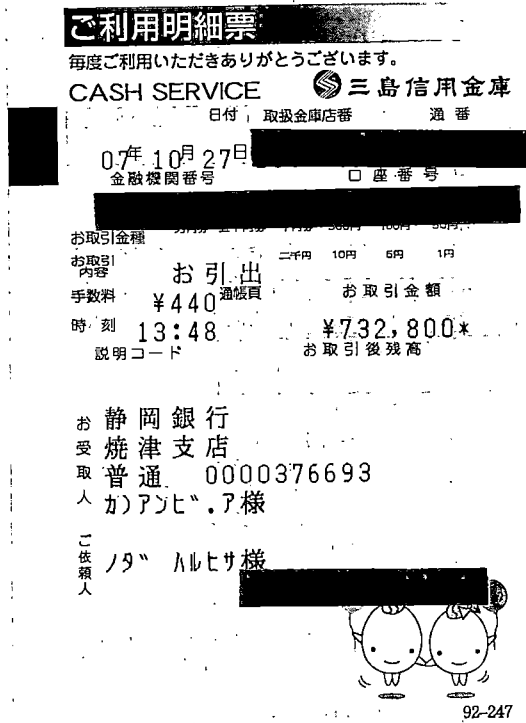 ご利用明細票
毎度ご利用いただきありがとうございます。
CASH SERVICE 三島信用金庫
日付 取扱金庫店番 通番
07年10月27日
金融機関番号 口座番号
お取引金種
二千円 10円 5円 1円
お取引内容 お引出
手数料 ¥440 通帳頁 お取引金額
時刻 13:48 ¥732,800*
説明コード お取引後残高
お受取人 静岡銀行
焼津支店
普通 0000376693
カ)アンビ゛.ア様
ご依頼人 ノダ゛ ハルヒサ様
92-247